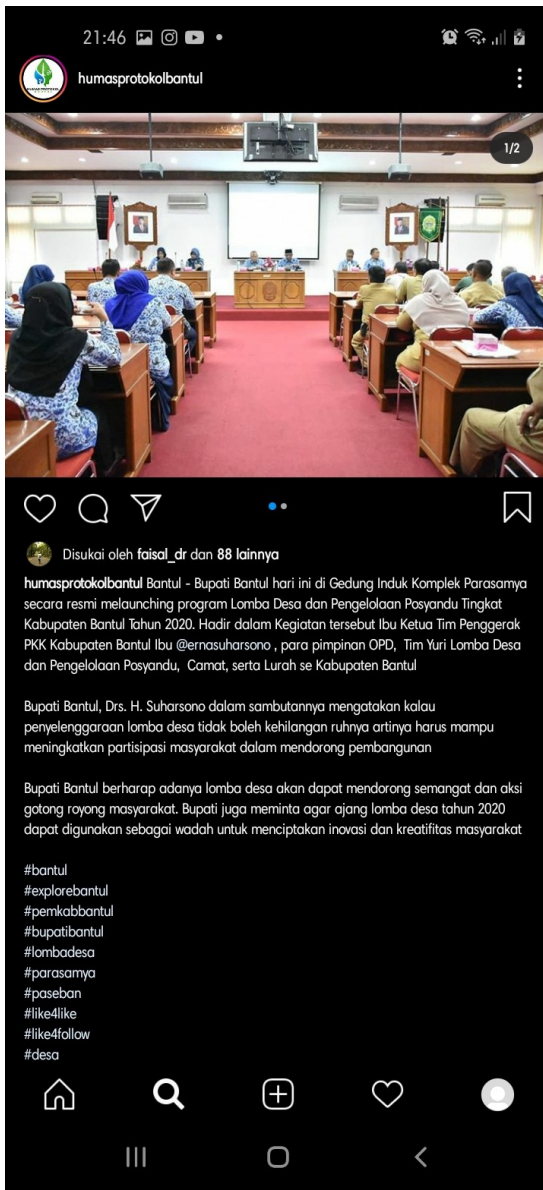 21:46
humasprotokolbantul
1/2
Disukai oleh faisal_dr dan 88 lainnya
humasprotokolbantul Bantul - Bupati Bantul hari ini di Gedung Induk Komplek Parasamya
secara resmi melaunching program Lomba Desa dan Pengelolaan Posyandu Tingkat
Kabupaten Bantul Tahun 2020. Hadir dalam Kegiatan tersebut Ibu Ketua Tim Penggerak
PKK Kabupaten Bantul Ibu @ernasuharsono , para pimpinan OPD, Tim Yuri Lomba Desa
dan Pengelolaan Posyandu, Camat, serta Lurah se Kabupaten Bantul
Bupati Bantul, Drs. H. Suharsono dalam sambutannya mengatakan kalau
penyelenggaraan lomba desa tidak boleh kehilangan ruhnya artinya harus mampu
meningkatkan partisipasi masyarakat dalam mendorong pembangunan
Bupati Bantul berharap adanya lomba desa akan dapat mendorong semangat dan aksi
gotong royong masyarakat. Bupati juga meminta agar ajang lomba desa tahun 2020
dapat digunakan sebagai wadah untuk menciptakan inovasi dan kreatifitas masyarakat
#bantul
#explorebantul
#pemkabbantul
#bupatibantul
#lombadesa
#parasamya
#paseban
#like4like
#like4follow
#desa